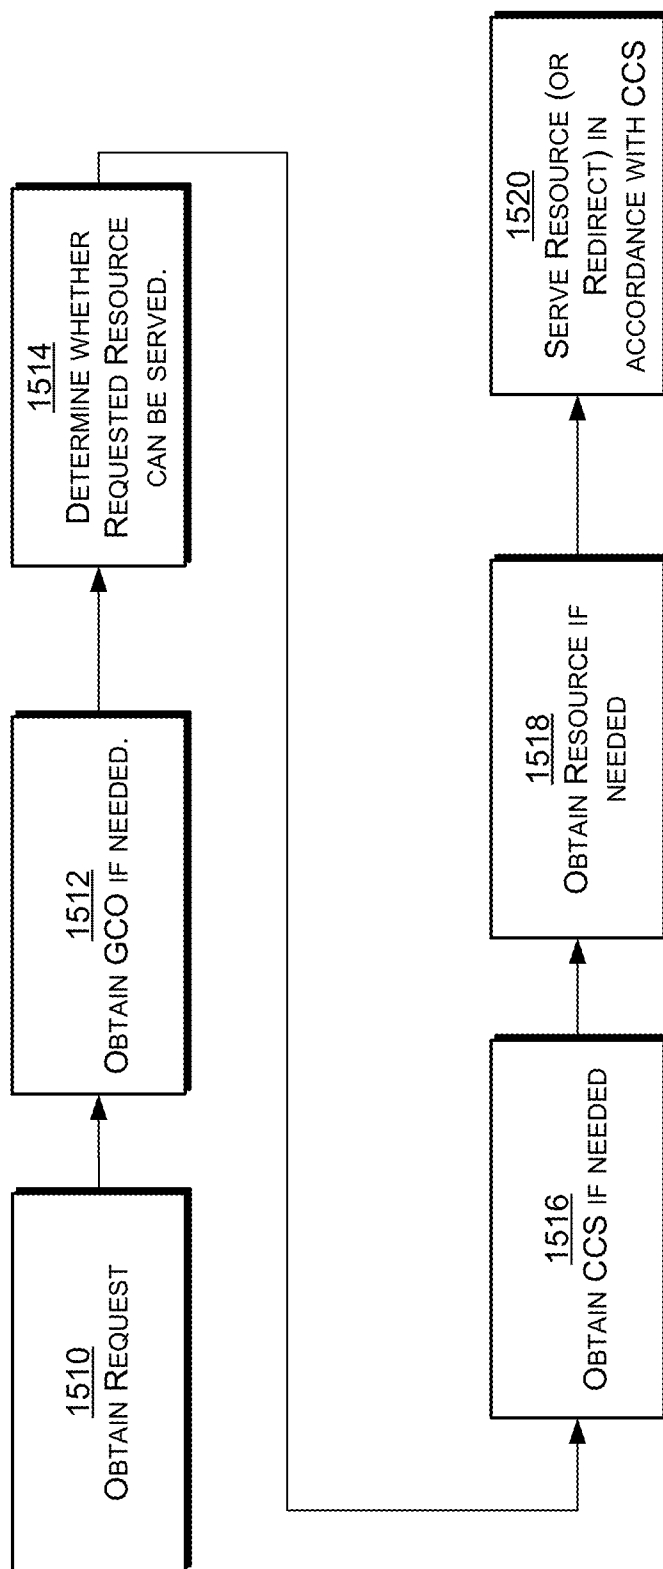 1510
OBTAIN REQUEST
1512
OBTAIN GCO IF NEEDED.
1514
DETERMINE WHETHER
REQUESTED RESOURCE
CAN BE SERVED.
1516
OBTAIN CCS IF NEEDED
1518
OBTAIN RESOURCE IF
NEEDED
1520
SERVE RESOURCE (OR
REDIRECT) IN
ACCORDANCE WITH CCS